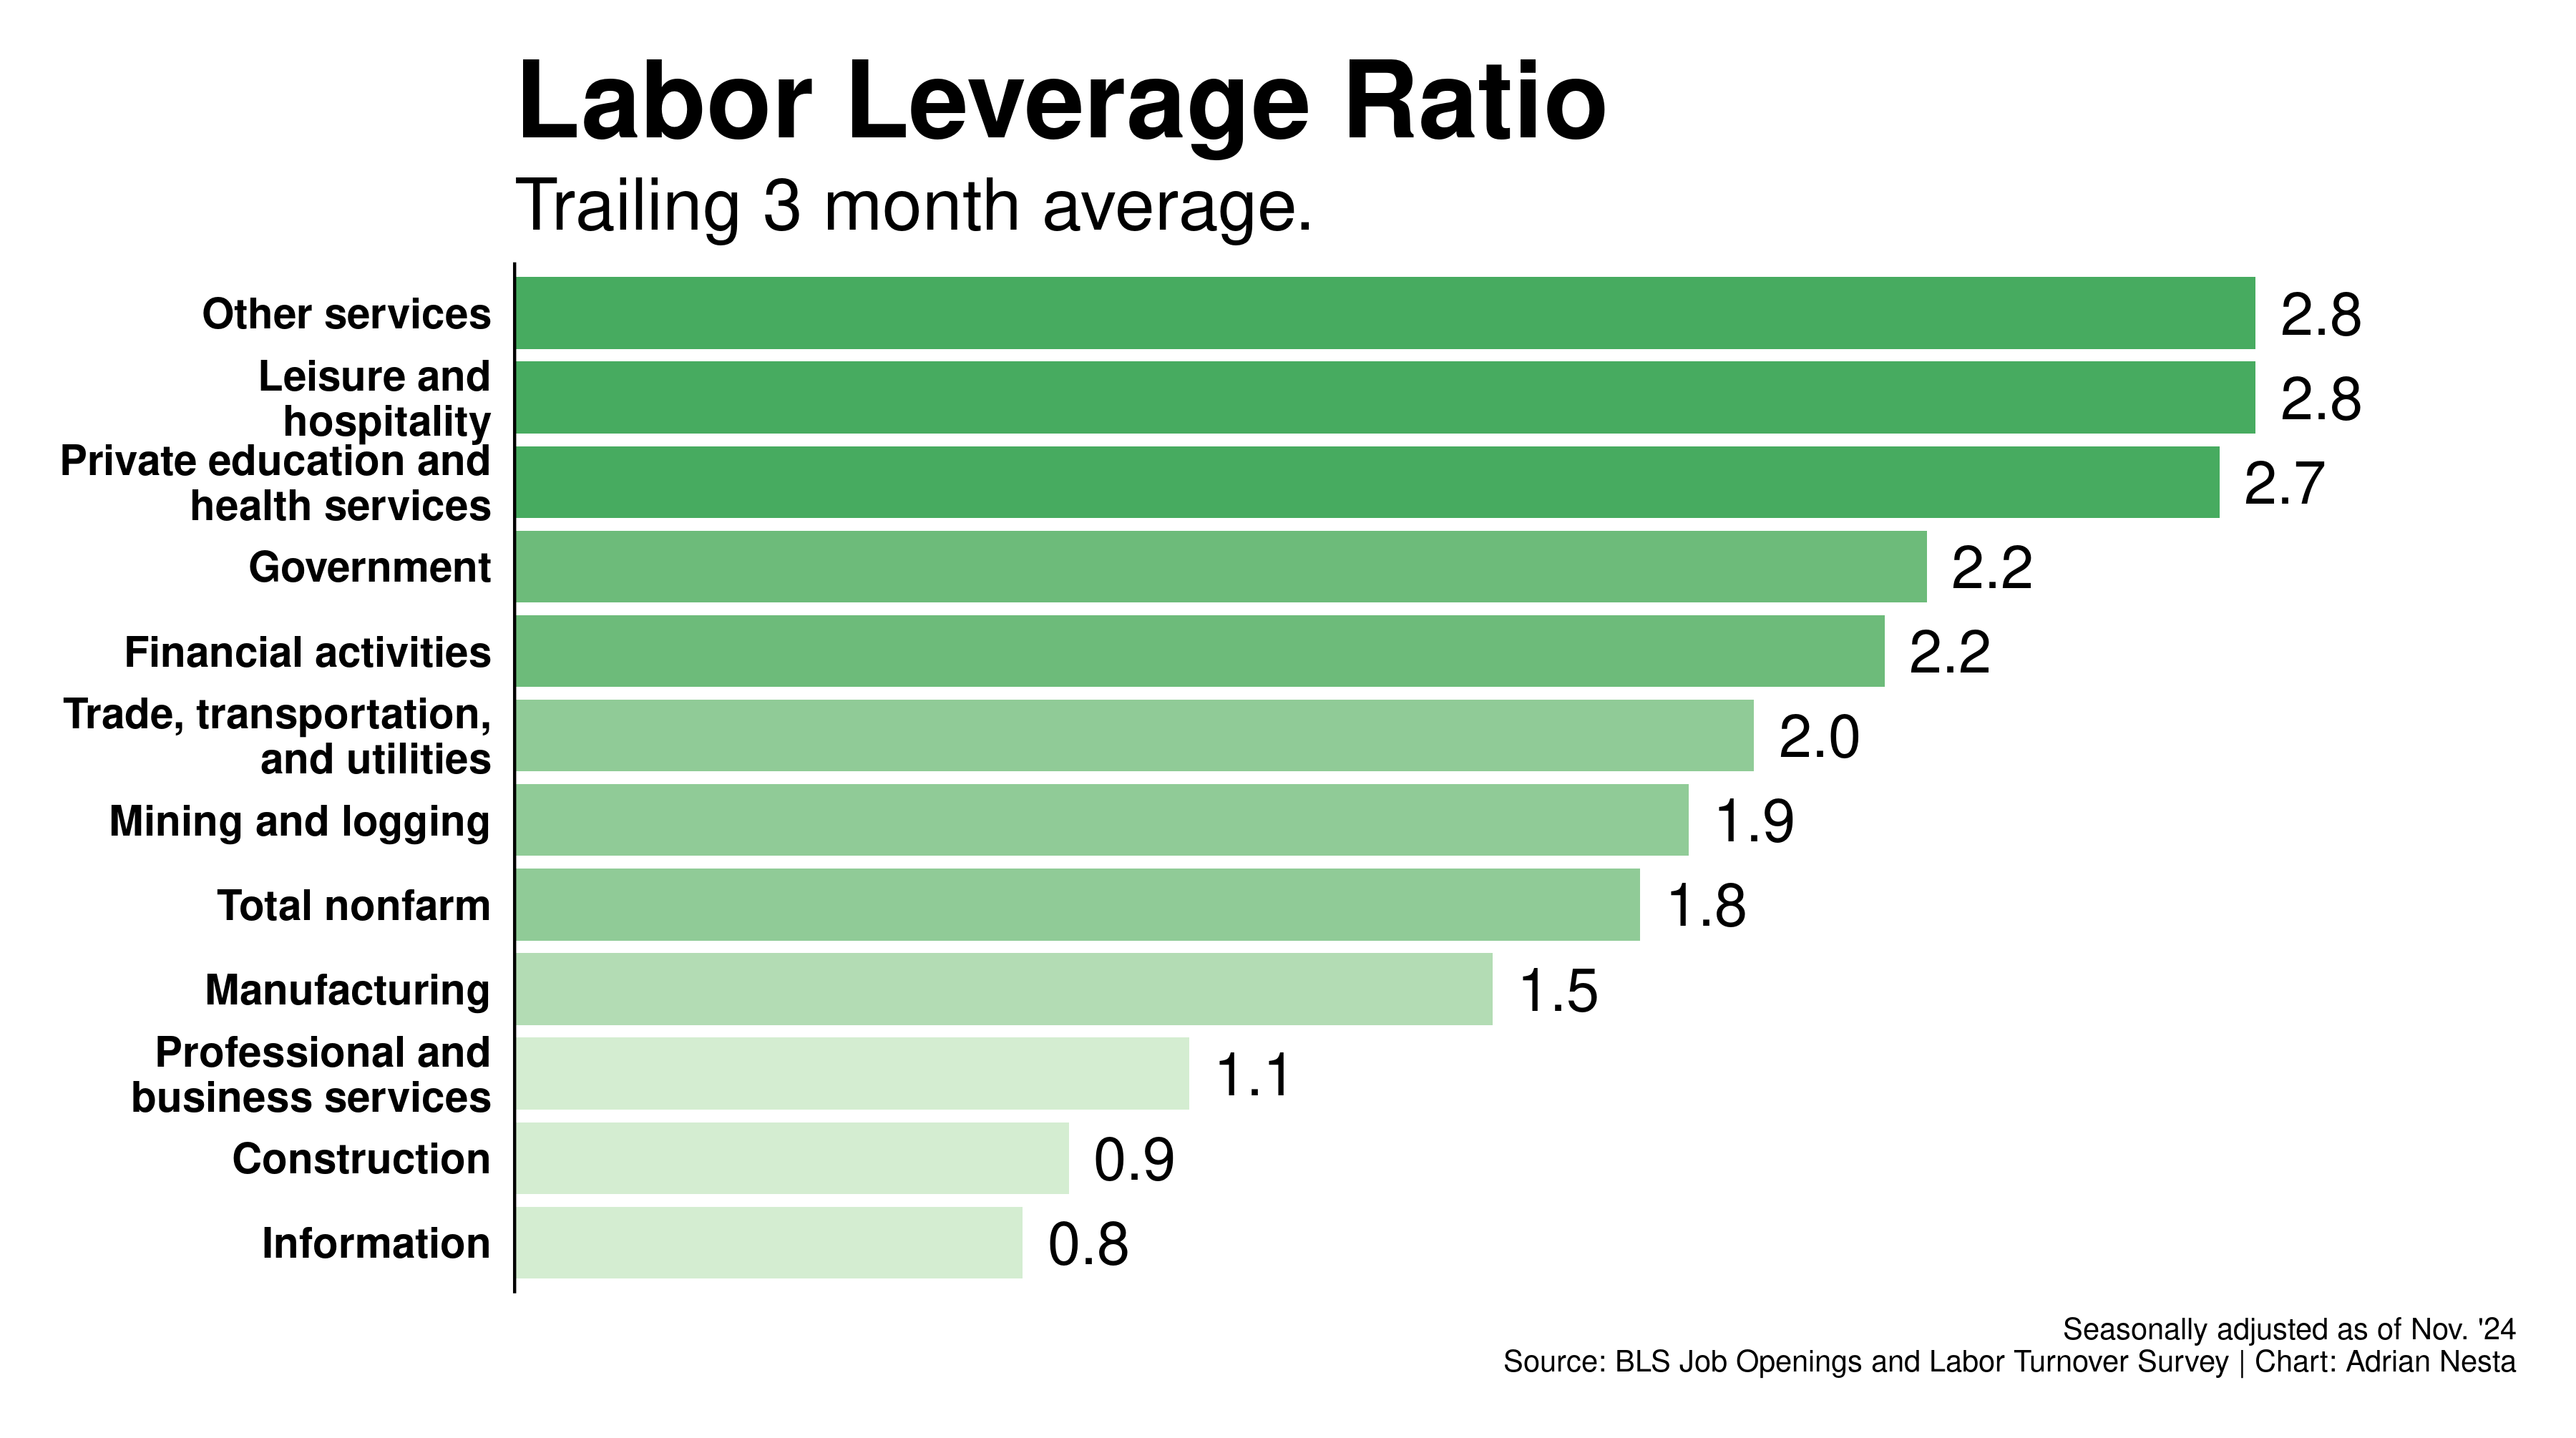 Labor Leverage Ratio
Trailing 3 month average.
Other services
2.8
Leisure and
hospitality
2.8
Private education and
health services
2.7
Government
2.2
Financial activities
2.2
Trade, transportation,
and utilities
2.0
Mining and logging
1.9
Total nonfarm
1.8
Manufacturing
1.5
Professional and
business services
1.1
Construction
0.9
Information
0.8
Seasonally adjusted as of Nov. '24
Source: BLS Job Openings and Labor Turnover Survey | Chart: Adrian Nesta